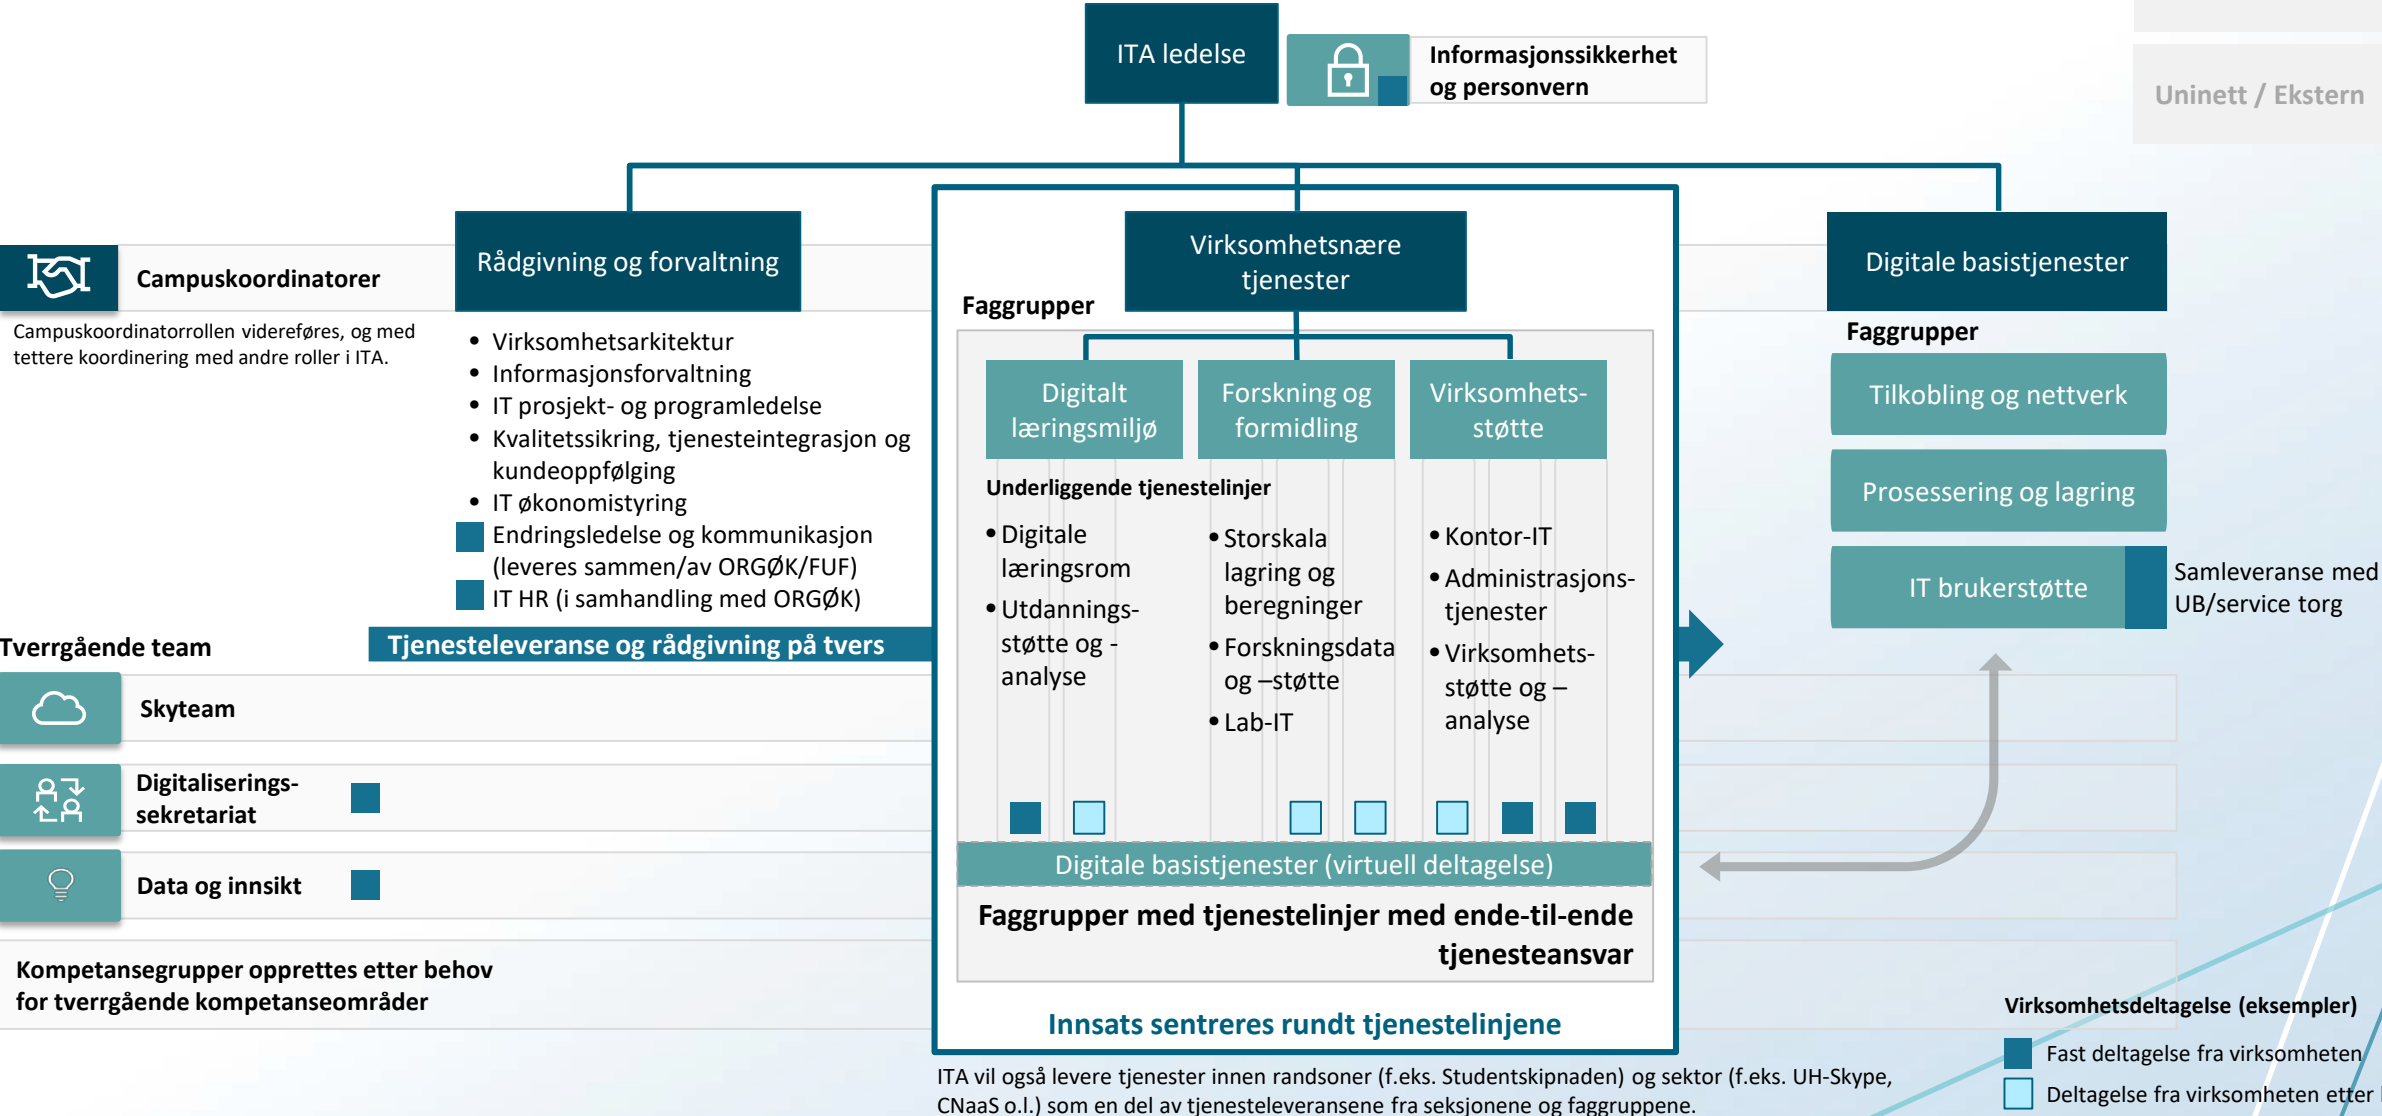 ITA ledelse
Informasjonssikkerhet
og personvern
Uninett / Ekstern
Campuskoordinatorer
Campuskoordinatorrollen videreføres, og med
tettere koordinering med andre roller i ITA.
Rådgivning og forvaltning
• Virksomhetsarkitektur
• Informasjonsforvaltning
• IT prosjekt- og programledelse
• Kvalitetssikring, tjenesteintegrasjon og
kundeoppfølging
• IT økonomistyring
Endringsledelse og kommunikasjon
(leveres sammen/av ORGØK/FUF)
IT HR (i samhandling med ORGØK)
Virksomhetsnære
tjenester
Faggrupper
Digitalt
læringsmiljø
Forskning og
formidling
Virksomhets-
støtte
Underliggende tjenestelinjer
• Digitale
læringsrom
• Utdannings-
støtte og -
analyse
• Storskala
lagring og
beregninger
• Forskningsdata
og –støtte
• Lab-IT
• Kontor-IT
• Administrasjons-
tjenester
• Virksomhets-
støtte og –
analyse
Digitale basistjenester (virtuell deltagelse)
Faggrupper med tjenestelinjer med ende-til-ende
tjenesteansvar
Innsats sentreres rundt tjenestelinjene
Digitale basistjenester
Faggrupper
Tilkobling og nettverk
Prosessering og lagring
IT brukerstøtte
Samleveranse med
UB/service torg
Tverrgående team
Tjenesteleveranse og rådgivning på tvers
Skyteam
Digitaliserings-
sekretariat
Data og innsikt
Kompetansegrupper opprettes etter behov
for tverrgående kompetanseområder
ITA vil også levere tjenester innen randsoner (f.eks. Studentskipnaden) og sektor (f.eks. UH-Skype,
CNaaS o.l.) som en del av tjenesteleveransene fra seksjonene og faggruppene.
Virksomhetsdeltagelse (eksempler)
Fast deltagelse fra virksomheten
Deltagelse fra virksomheten etter